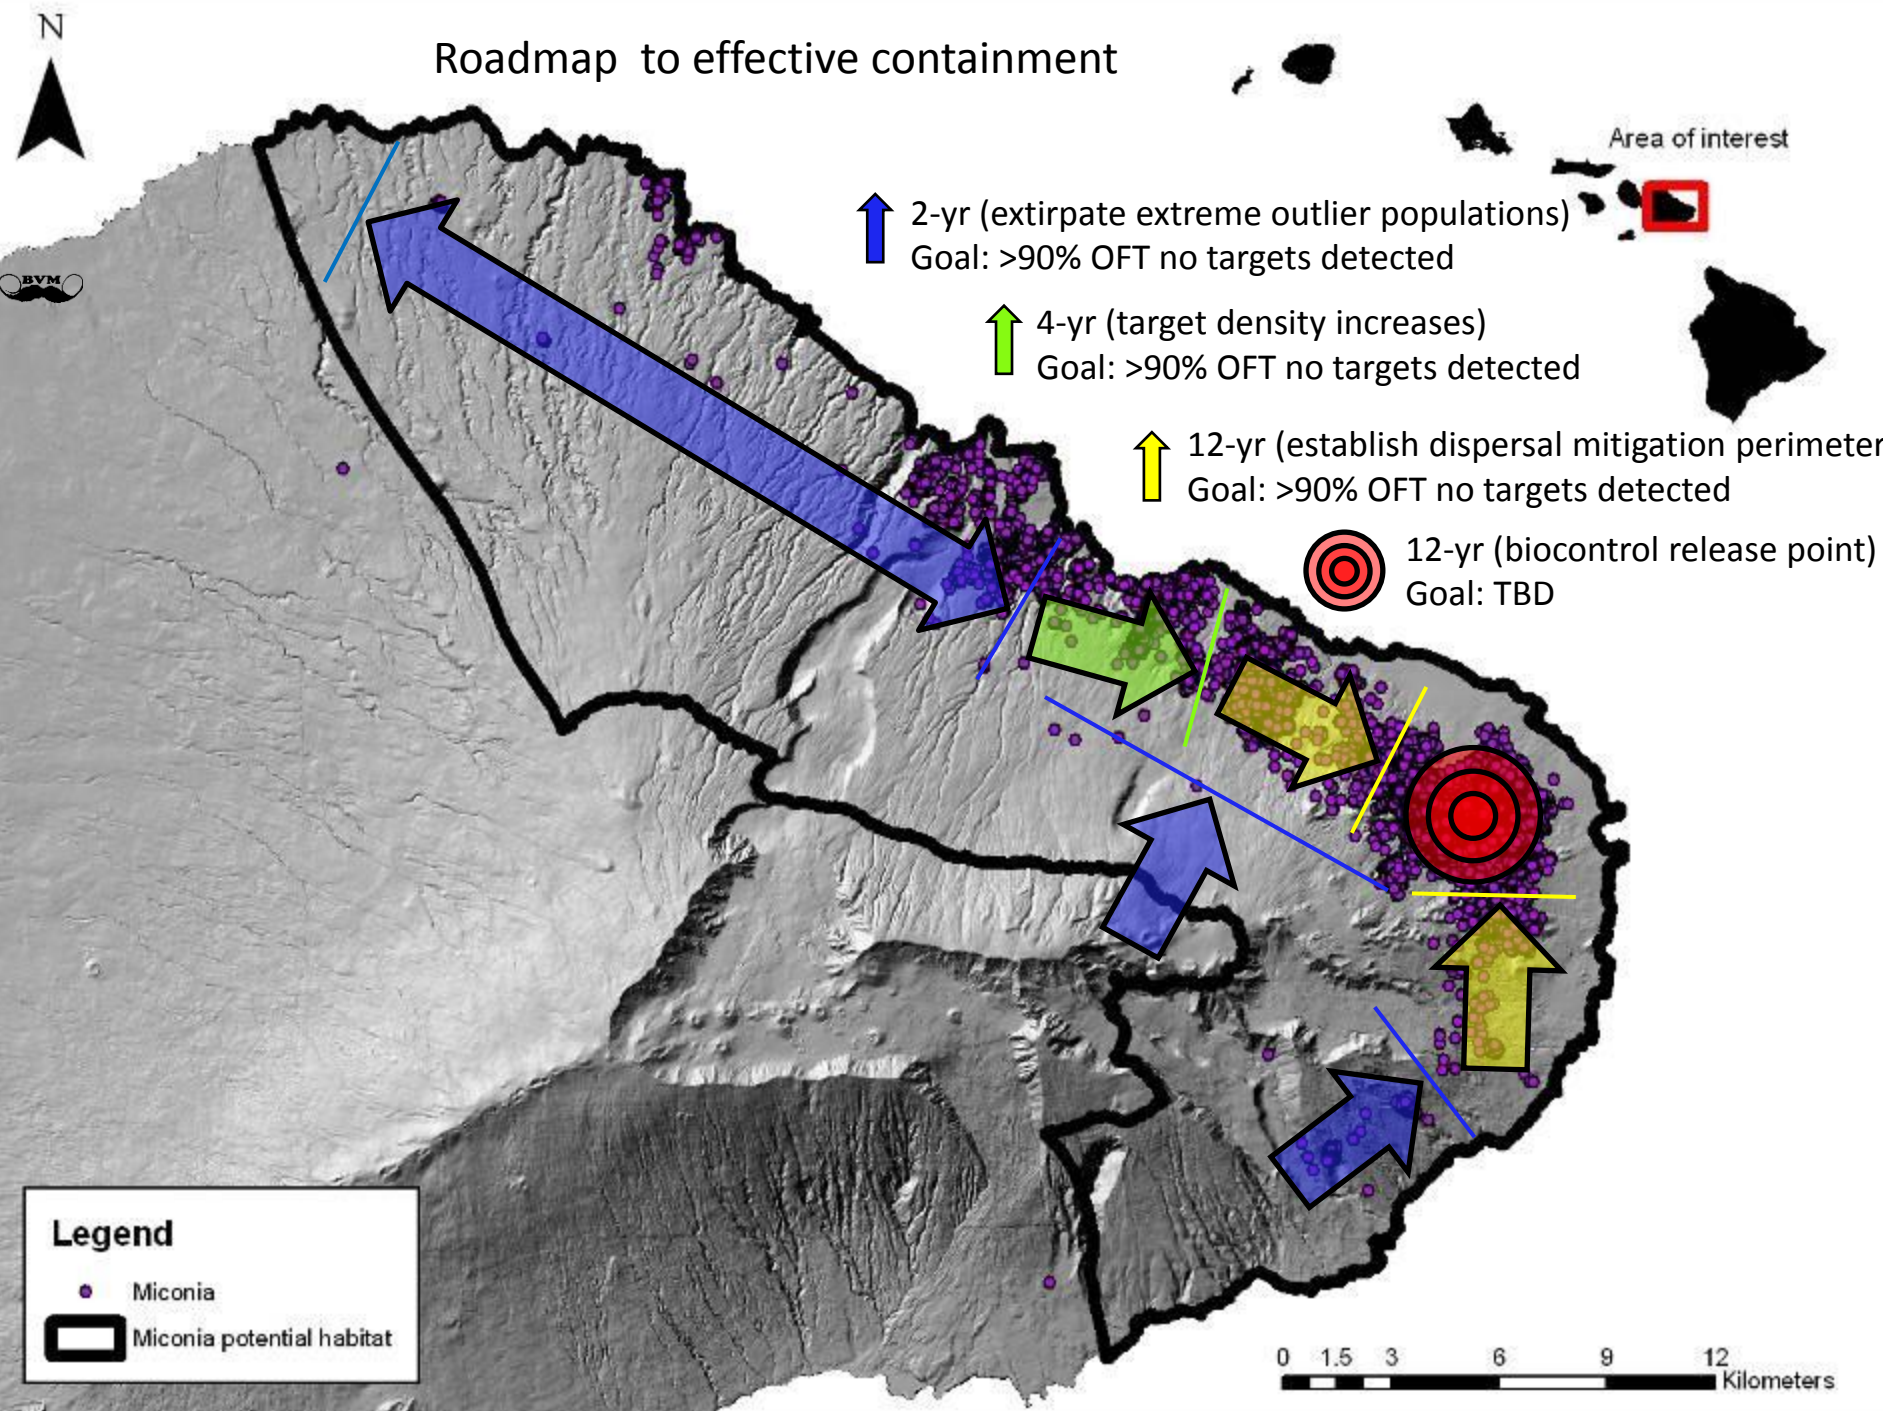 N
Roadmap to effective containment
Area of interest
2-yr (extirpate extreme outlier populations)
Goal: >90% OFT no targets detected
BVM
4-yr (target density increases)
Goal: >90% OFT no targets detected
12-yr (establish dispersal mitigation perimeter
Goal: >90% OFT no targets detected
12-yr (biocontrol release point)
Goal: TBD
Legend
Miconia
Miconia potential habitat
0 1.5 3 6 9 12
Kilometers